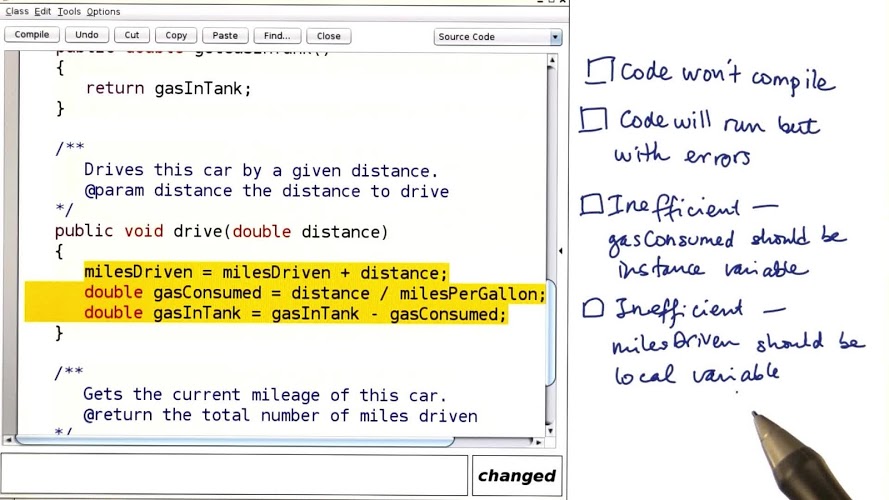 Class Edit Tools Options
Compile Undo Cut Copy Paste Find... Close Source Code
{
return gasInTank;
}
/**
Drives this car by a given distance.
@param distance the distance to drive
*/
public void drive(double distance)
{
milesDriven = milesDriven + distance;
double gasConsumed = distance / milesPerGallon;
double gasInTank = gasInTank - gasConsumed;
}
/**
Gets the current mileage of this car.
@return the total number of miles driven
*/
changed
Code won't compile
Code will run but
with errors
Inefficient —
gasConsumed should be
instance variable
Inefficient —
milesDriven should be
local variable